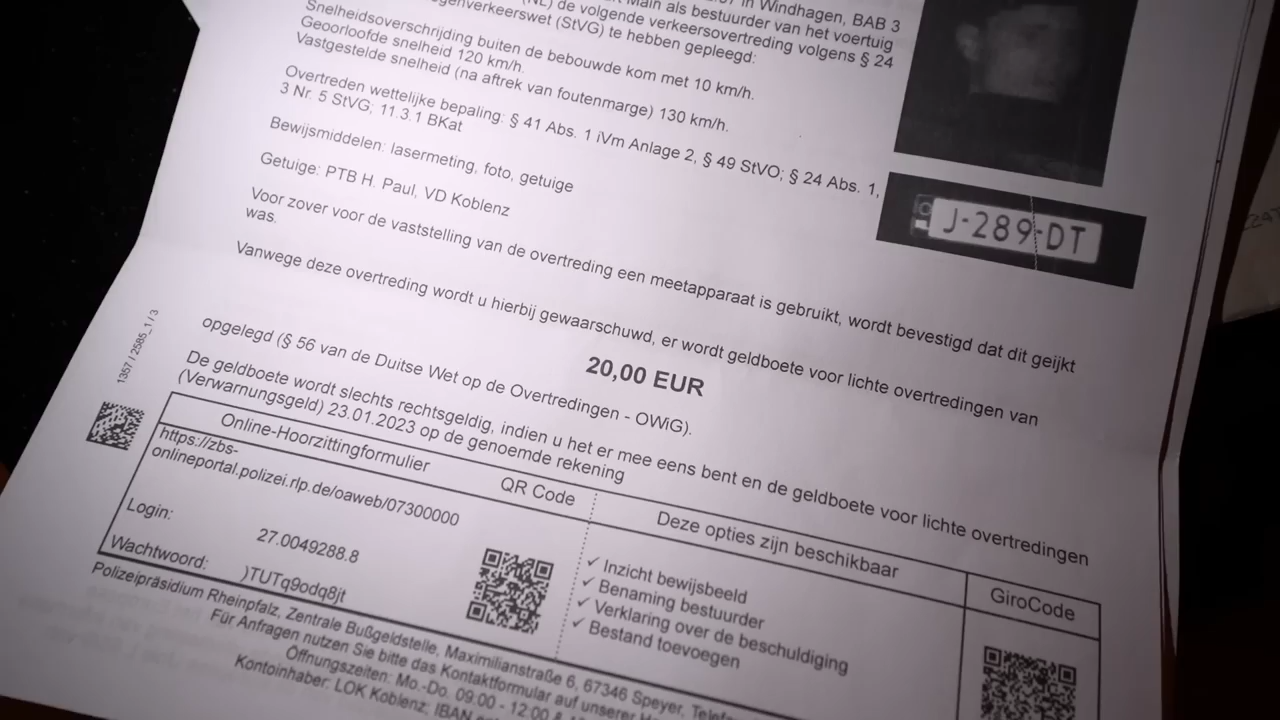 in Windhagen, BAB 3
(NL) de volgende verkeersovertreding volgens § 24
Main als bestuurder van het voertuig
(StVG) te hebben gepleegd:
Snelheidsoverschrijding buiten de bebouwde kom met 10 km/h.
Geoorloofde snelheid 120 km/h.
Vastgestelde snelheid (na aftrek van foutenmarge) 130 km/h.
Overtreden wettelijke bepaling: § 41 Abs. 1 iVm Anlage 2, § 49 StVO; § 24 Abs. 1,
3 Nr. 5 StVG; 11.3.1 BKat
Bewijsmiddelen: lasermeting, foto, getuige
Getuige: PTB H. Paul, VD Koblenz
J-289-DT
Voor zover voor de vaststelling van de overtreding een meetapparaat is gebruikt, wordt bevestigd dat dit geijkt
was.
Vanwege deze overtreding wordt u hierbij gewaarschuwd, er wordt geldboete voor lichte overtredingen van
20,00 EUR
opgelegd (§ 56 van de Duitse Wet op de Overtredingen - OWiG).
De geldboete wordt slechts rechtsgeldig, indien u het er mee eens bent en de geldboete voor lichte overtredingen
(Verwarnungsgeld) 23.01.2023 op de genoemde rekening
1357 / 2585_1 / 3
Online-Hoorzittingformulier
QR Code
Deze opties zijn beschikbaar
GiroCode
https://zbs-
onlineportal.polizei.rlp.de/oaweb/07300000
Login:
27.0049288.8
Wachtwoord:
)TUTq9odq8jt
✓ Inzicht bewijsbeeld
✓ Benaming bestuurder
✓ Verklaring over de beschuldiging
✓ Bestand toevoegen
Polizeipräsidium Rheinpfalz, Zentrale Bußgeldstelle, Maximilianstraße 6, 67346 Speyer,
Für Anfragen nutzen Sie bitte das Kontaktformular auf unserer
Öffnungszeiten: Mo.-Do. 09:00 - 12:00 &
Kontoinhaber: LOK Koblenz; IBAN